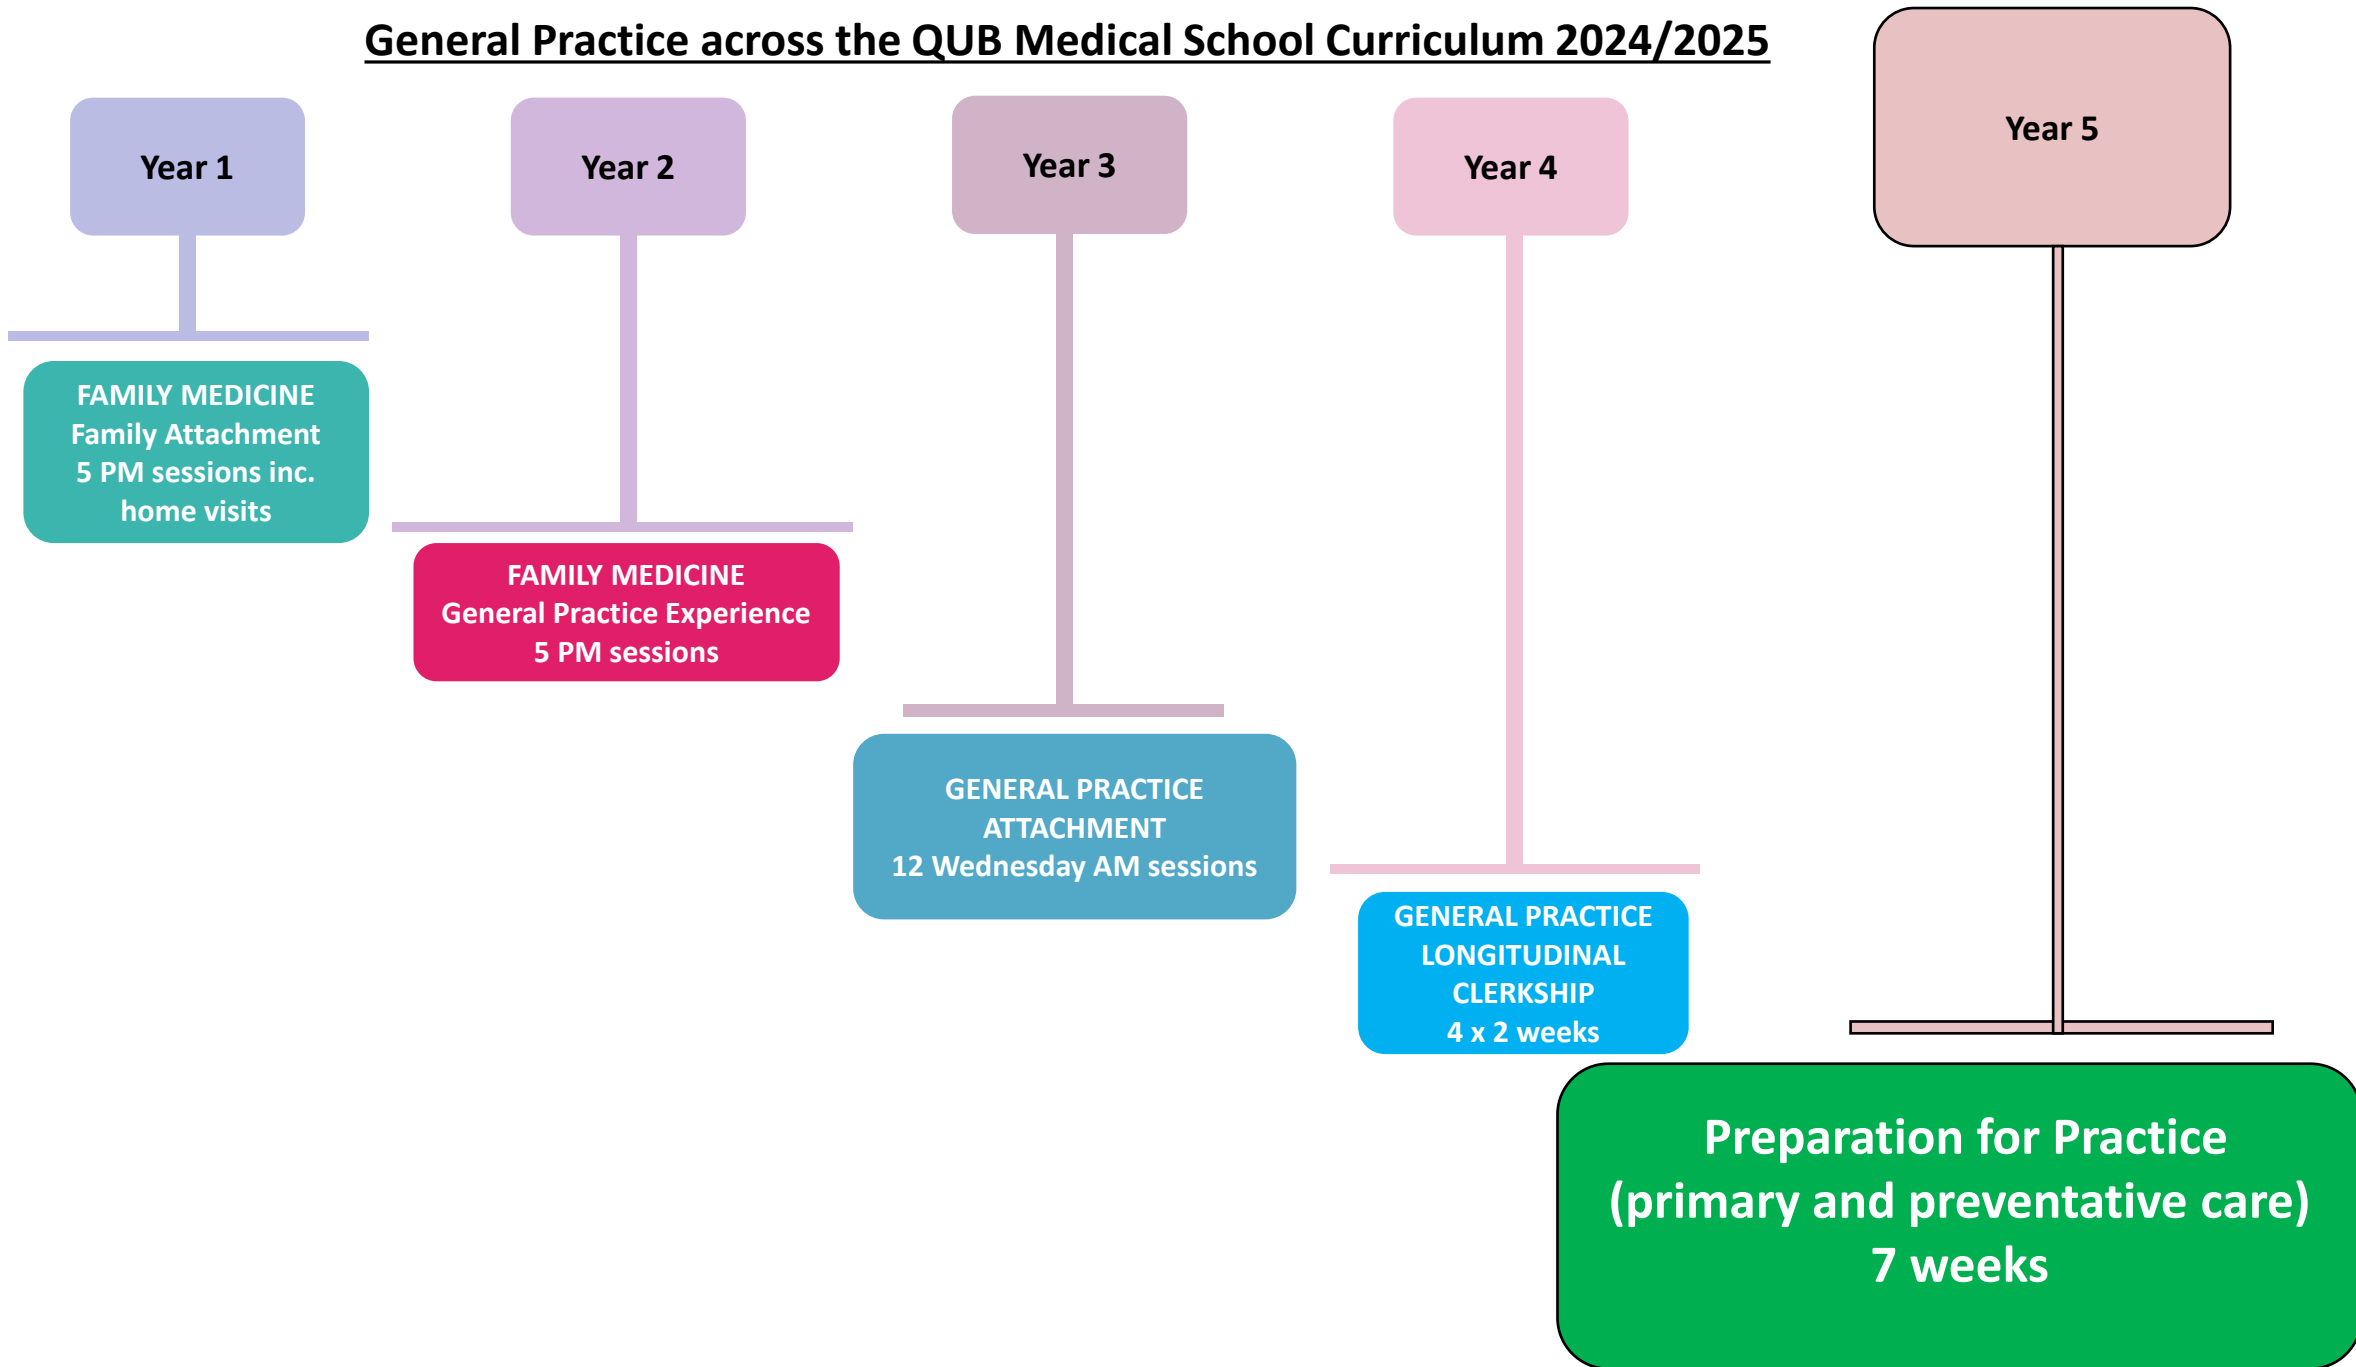 General Practice across the QUB Medical School Curriculum 2024/2025
Year 1
Year 2
Year 3
Year 4
Year 5
FAMILY MEDICINE
Family Attachment
5 PM sessions inc.
home visits
FAMILY MEDICINE
General Practice Experience
5 PM sessions
GENERAL PRACTICE
ATTACHMENT
12 Wednesday AM sessions
GENERAL PRACTICE
LONGITUDINAL
CLERKSHIP
4 x 2 weeks
Preparation for Practice
(primary and preventative care)
7 weeks